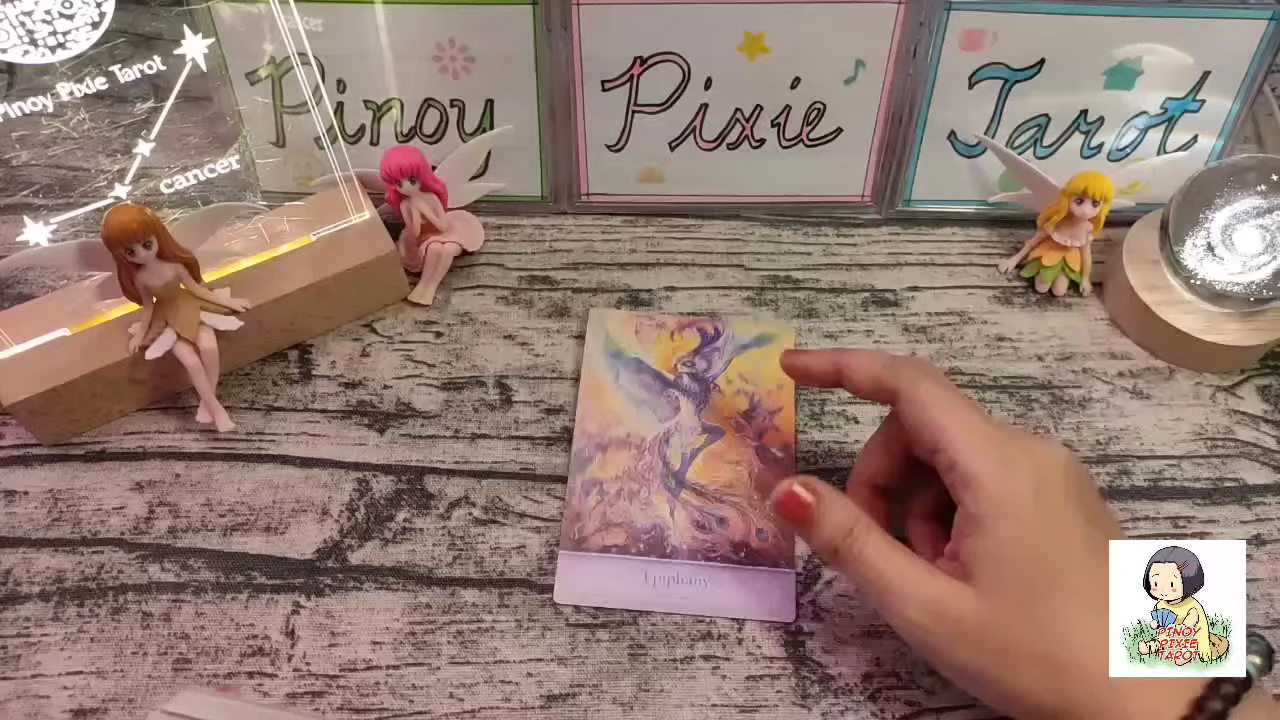 Pinoy Pixie Tarot
cancer
Pinoy
Pixie
Tarot
Epiphany
PINOY
PIXIE
TAROT